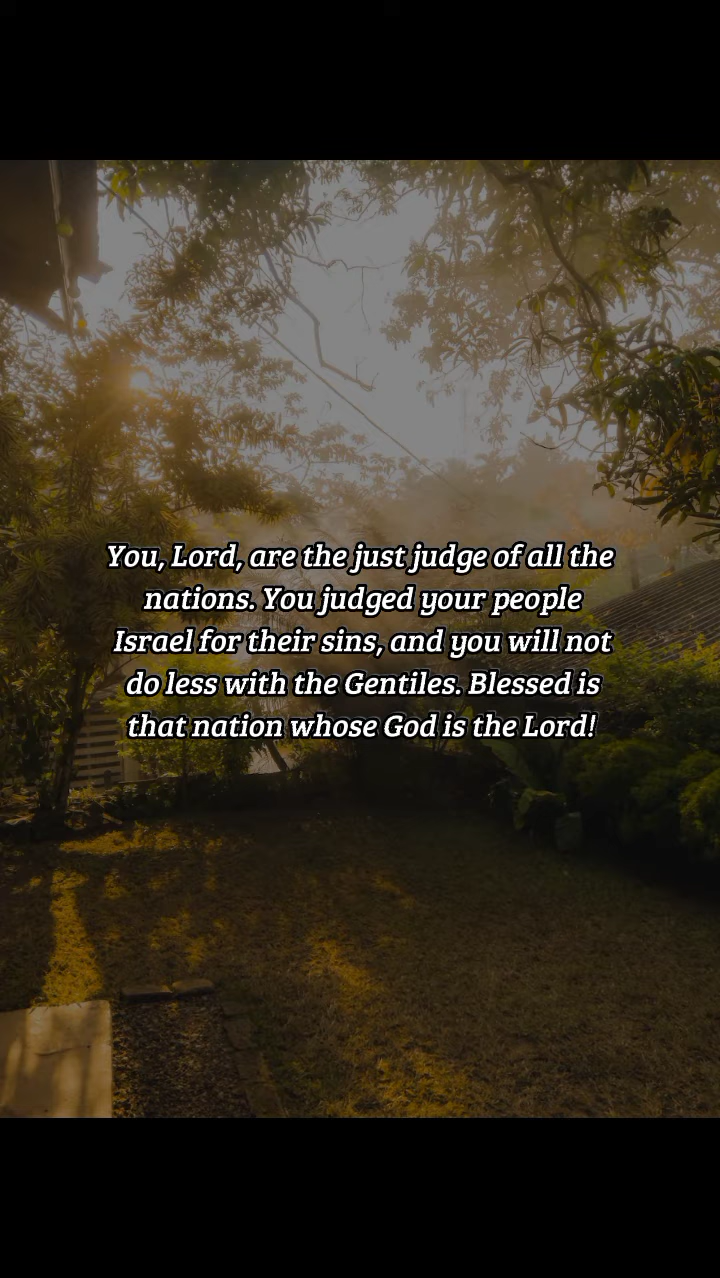 You, Lord, are the just judge of all the
nations. You judged your people
Israel for their sins, and you will not
do less with the Gentiles. Blessed is
that nation whose God is the Lord!